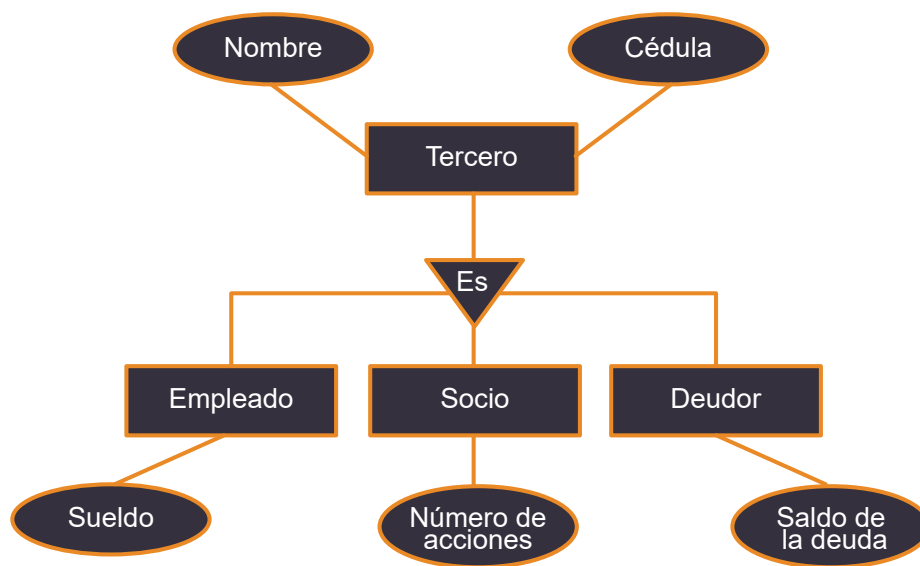 Nombre
Cédula
Tercero
Es
Empleado
Socio
Deudor
Sueldo
Número de
acciones
Saldo de
la deuda